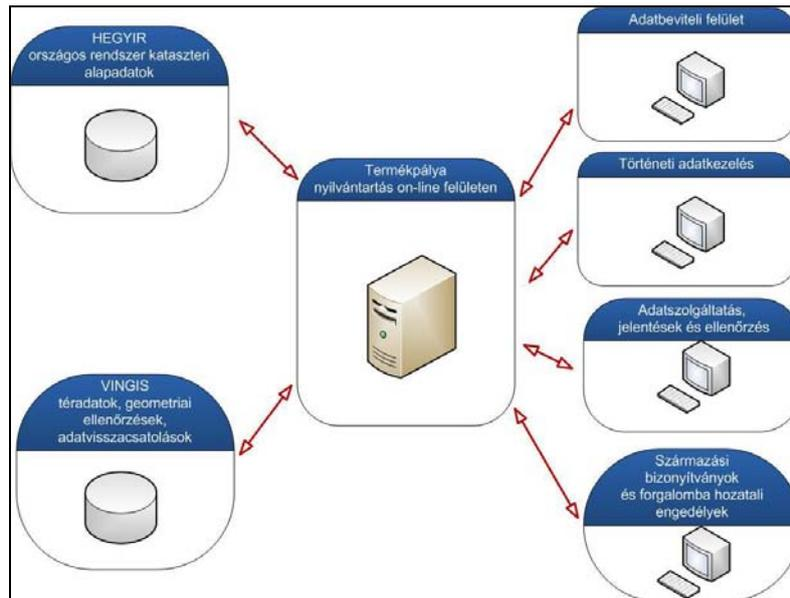 HEGYIR
országos rendszer kataszteri
alapadatok
VINGIS
téradatok, geometriai
ellenőrzések,
adatvisszacsatolások
Termékpálya
nyilvántartás on-line felületen
Adatbeviteli felület
Történeti adatkezelés
Adatszolgáltatás,
jelentések és ellenőrzés
Származási
bizonyítványok
és forgalomba hozatali
engedélyek